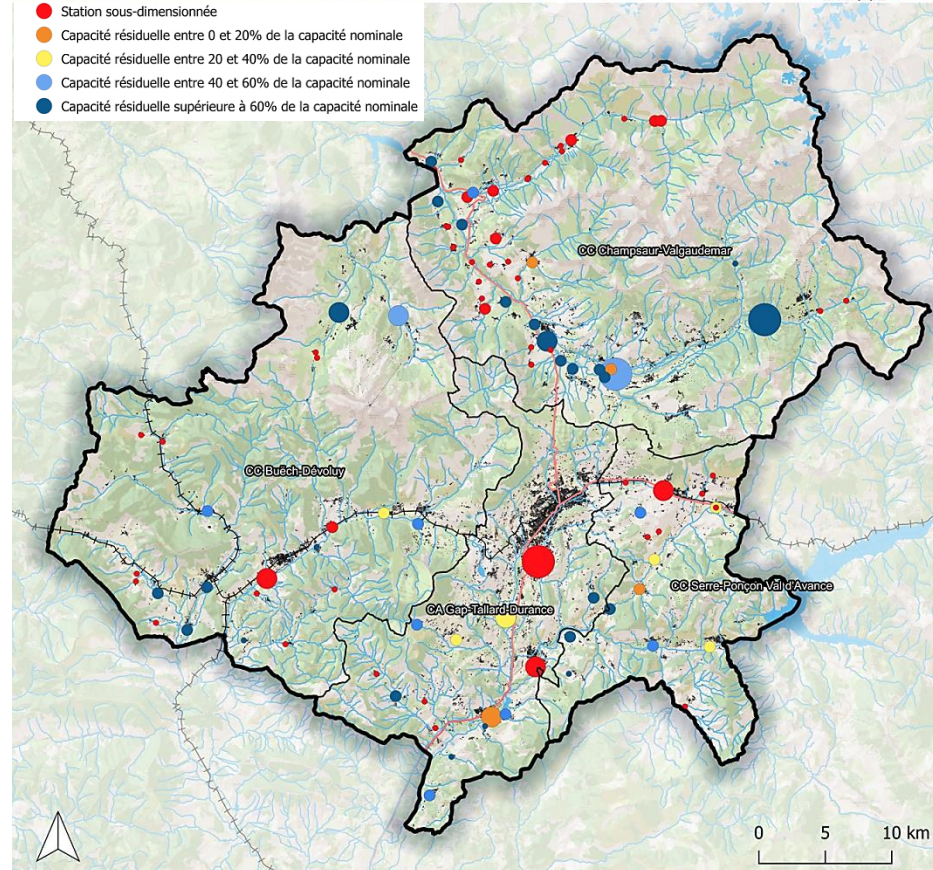 Station sous-dimensionnée
Capacité résiduelle entre 0 et 20% de la capacité nominale
Capacité résiduelle entre 20 et 40% de la capacité nominale
Capacité résiduelle entre 40 et 60% de la capacité nominale
Capacité résiduelle supérieure à 60% de la capacité nominale
CC Champsaur-Valgaudemar
CC Buëch-Dévoluy
CC Serre-Ponçon Val d'Avance
CA Gap-Tallard-Durance
0 5 10 km